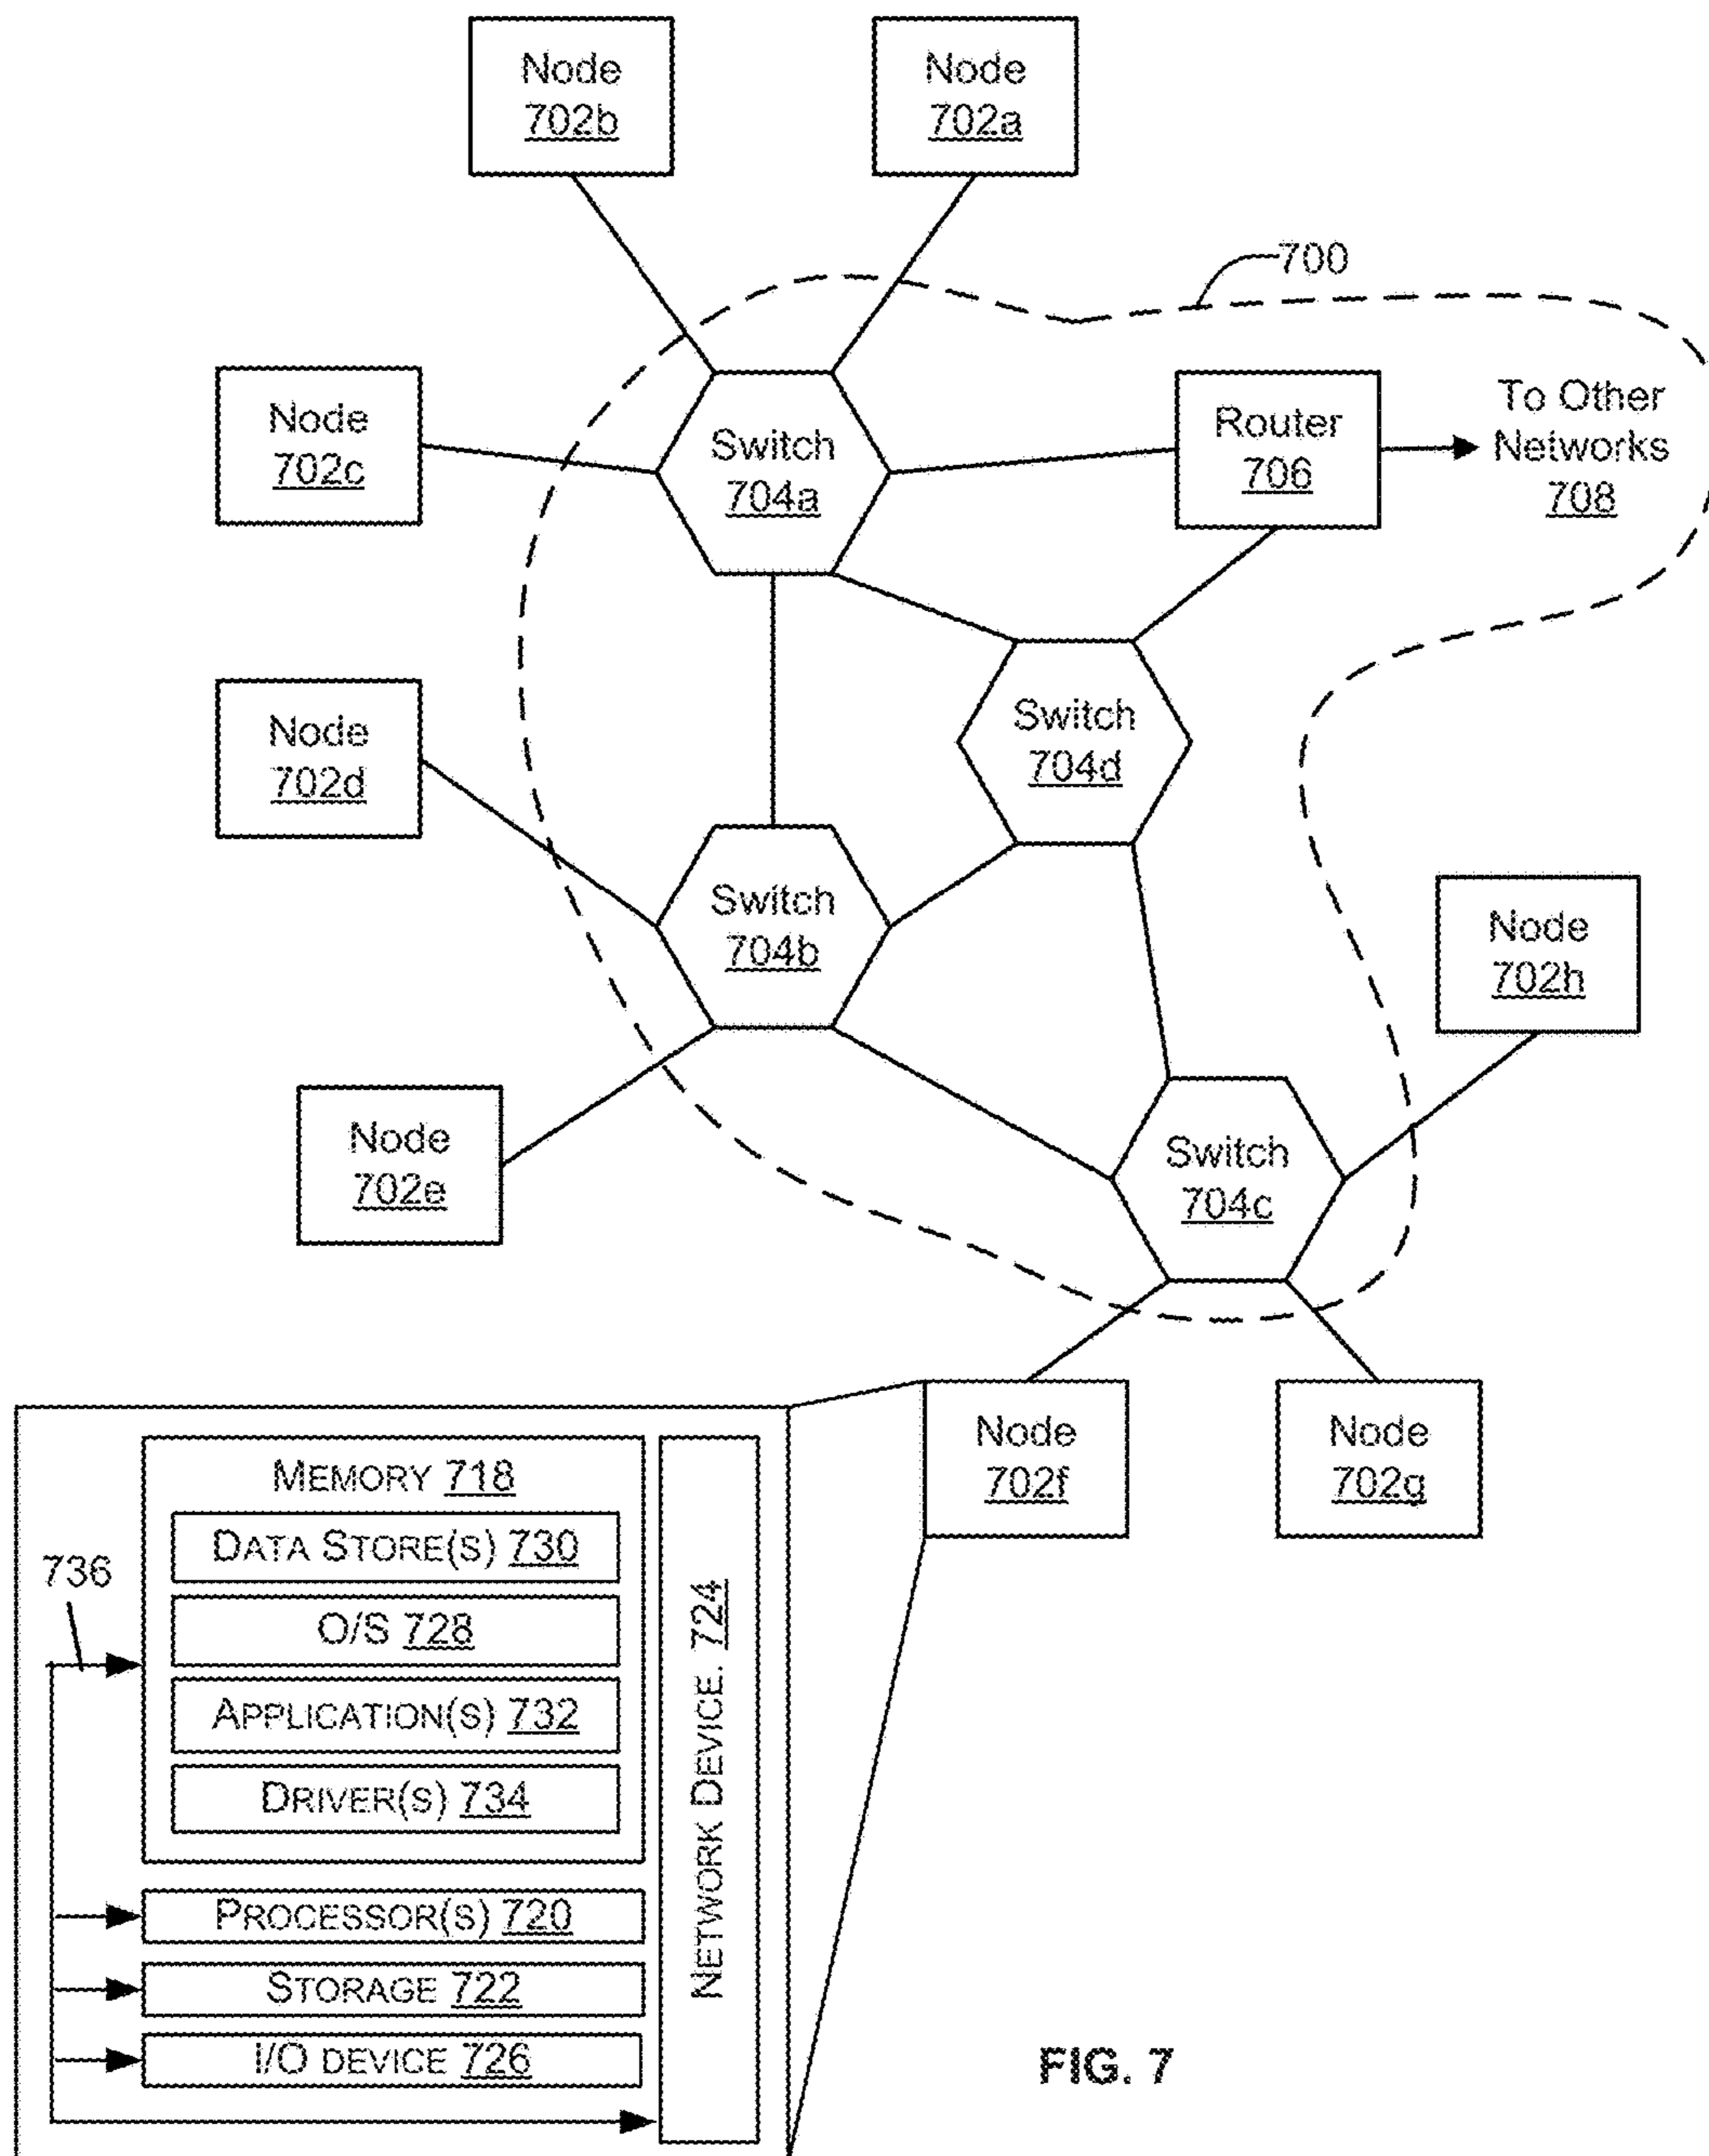 Node
702b
Node
702a
700
Node
702c
Switch
704a
Router
706
To Other
Networks
708
Node
702d
Switch
704d
Switch
704b
Node
702h
Node
702e
Switch
704c
Node
702f
Node
702g
MEMORY 718
DATA STORE(S) 730
736
O/S 728
APPLICATION(S) 732
DRIVER(S) 734
NETWORK DEVICE. 724
PROCESSOR(S) 720
STORAGE 722
I/O DEVICE 726
FIG. 7